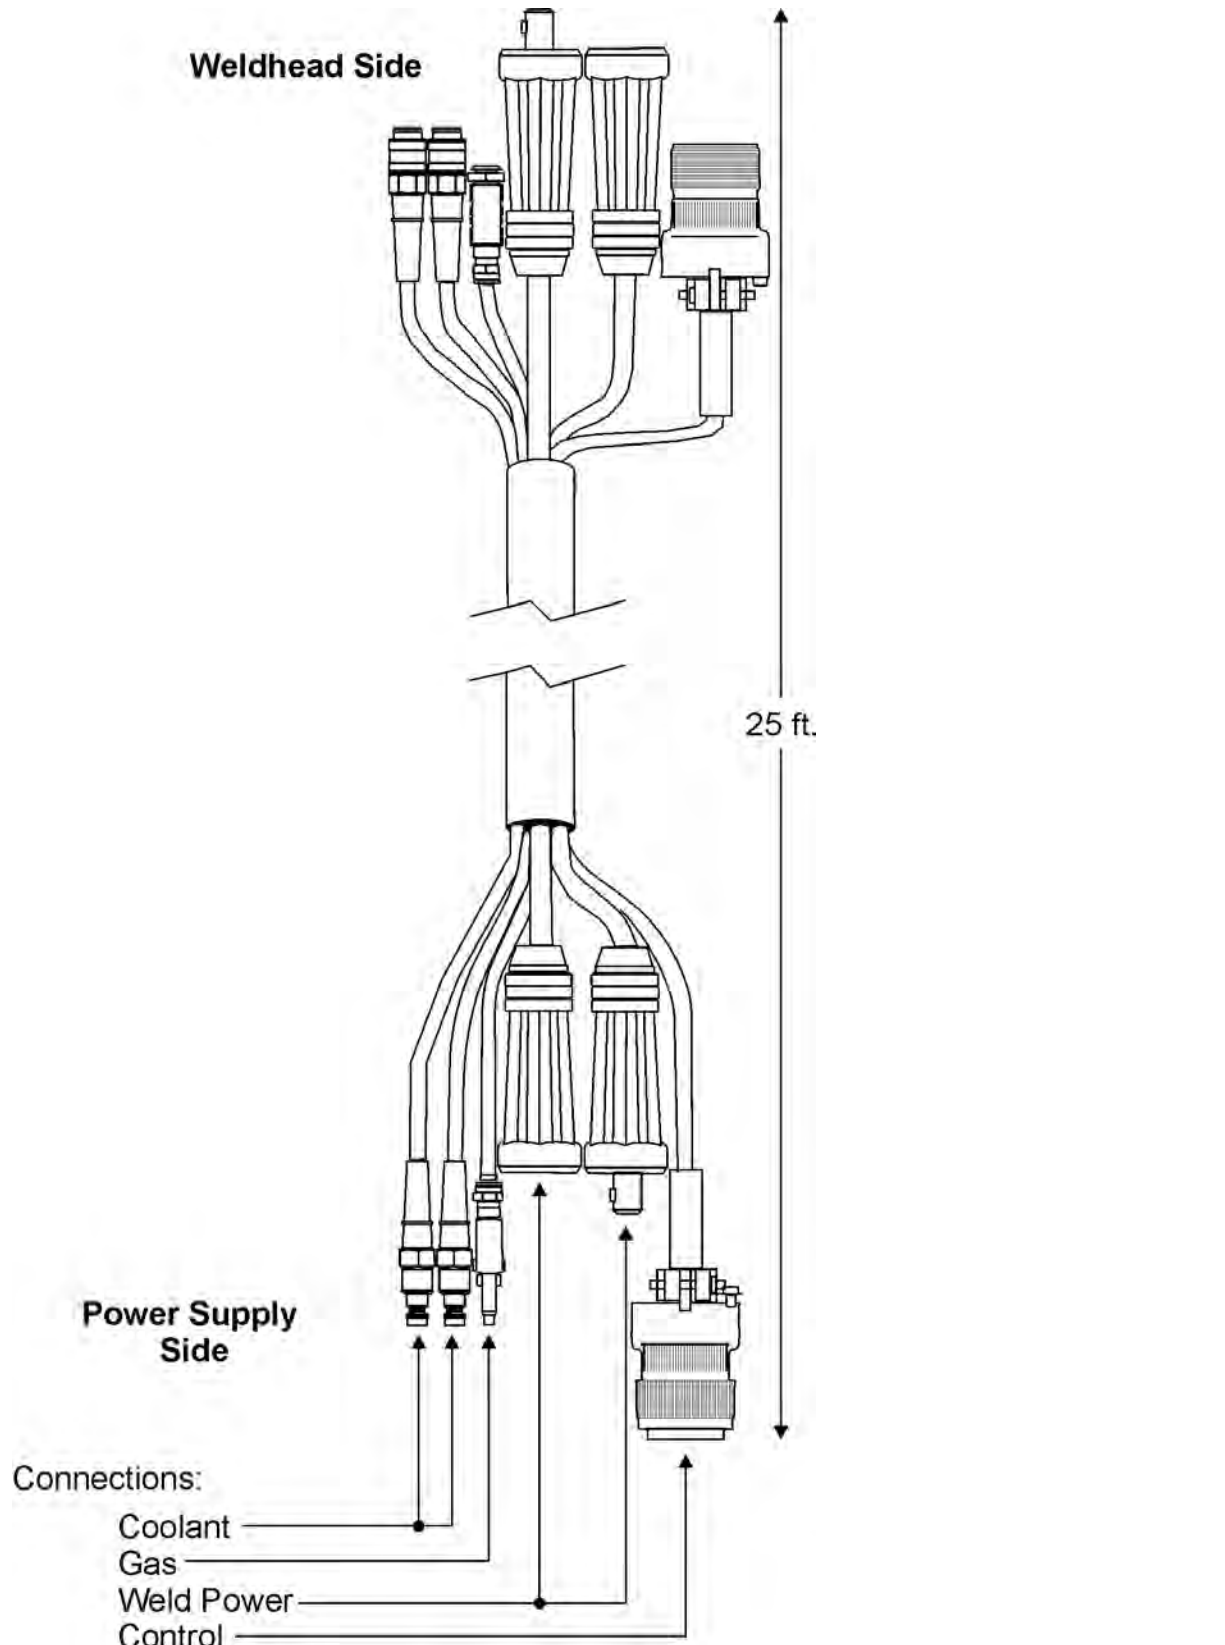 Weldhead Side
25 ft.
Power Supply
Side
Connections:
Coolant
Gas
Weld Power
Control